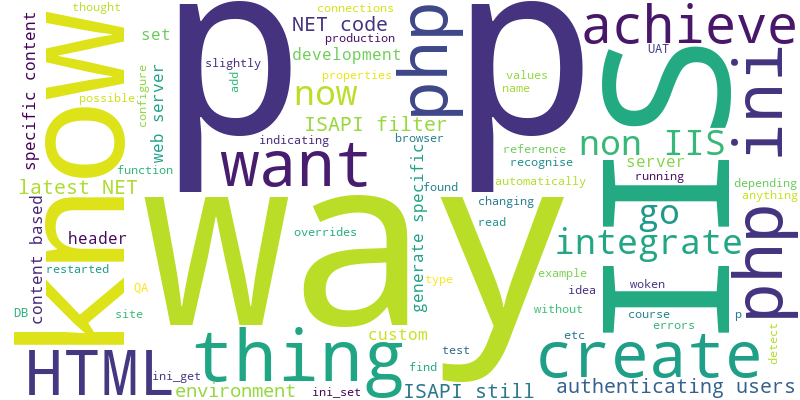 thought
connections
NET code
achieve
set
production
php
UAT
specific content
know
p p
slightly
development
IIS
ini
web server
configure
add
properties
values
possible
now
name
ISAPI filter
indicating
browser
non IIS
want
reference
recognise
server
function
running
latest NET
automatically
depending
anything
found
changing
go
content based
way
generate specific
read
header
overrides
integrate
php ini
restarted
type
example
woken
QA
idea
DB
site
without
course
p
errors
custom
etc
thing
create
test
detect
HTML
find
ini_get
environment
ini_set
ISAPI still
authenticating users